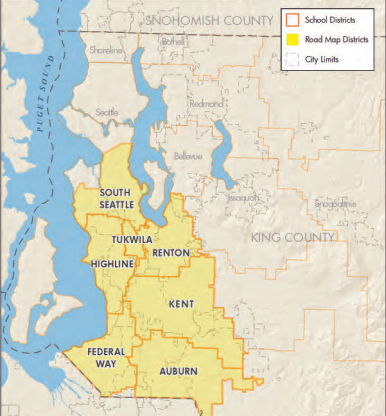 SNOHOMISH COUNTY
School Districts
Road Map Districts
City Limits
Bothell
Shoreline
PUGET SOUND
Redmond
Seattle
Bellevue
SOUTH
SEATTLE
Issaquah
Snoqualmie
TUKWILA
RENTON
KING COUNTY
HIGHLINE
KENT
FEDERAL
WAY
AUBURN